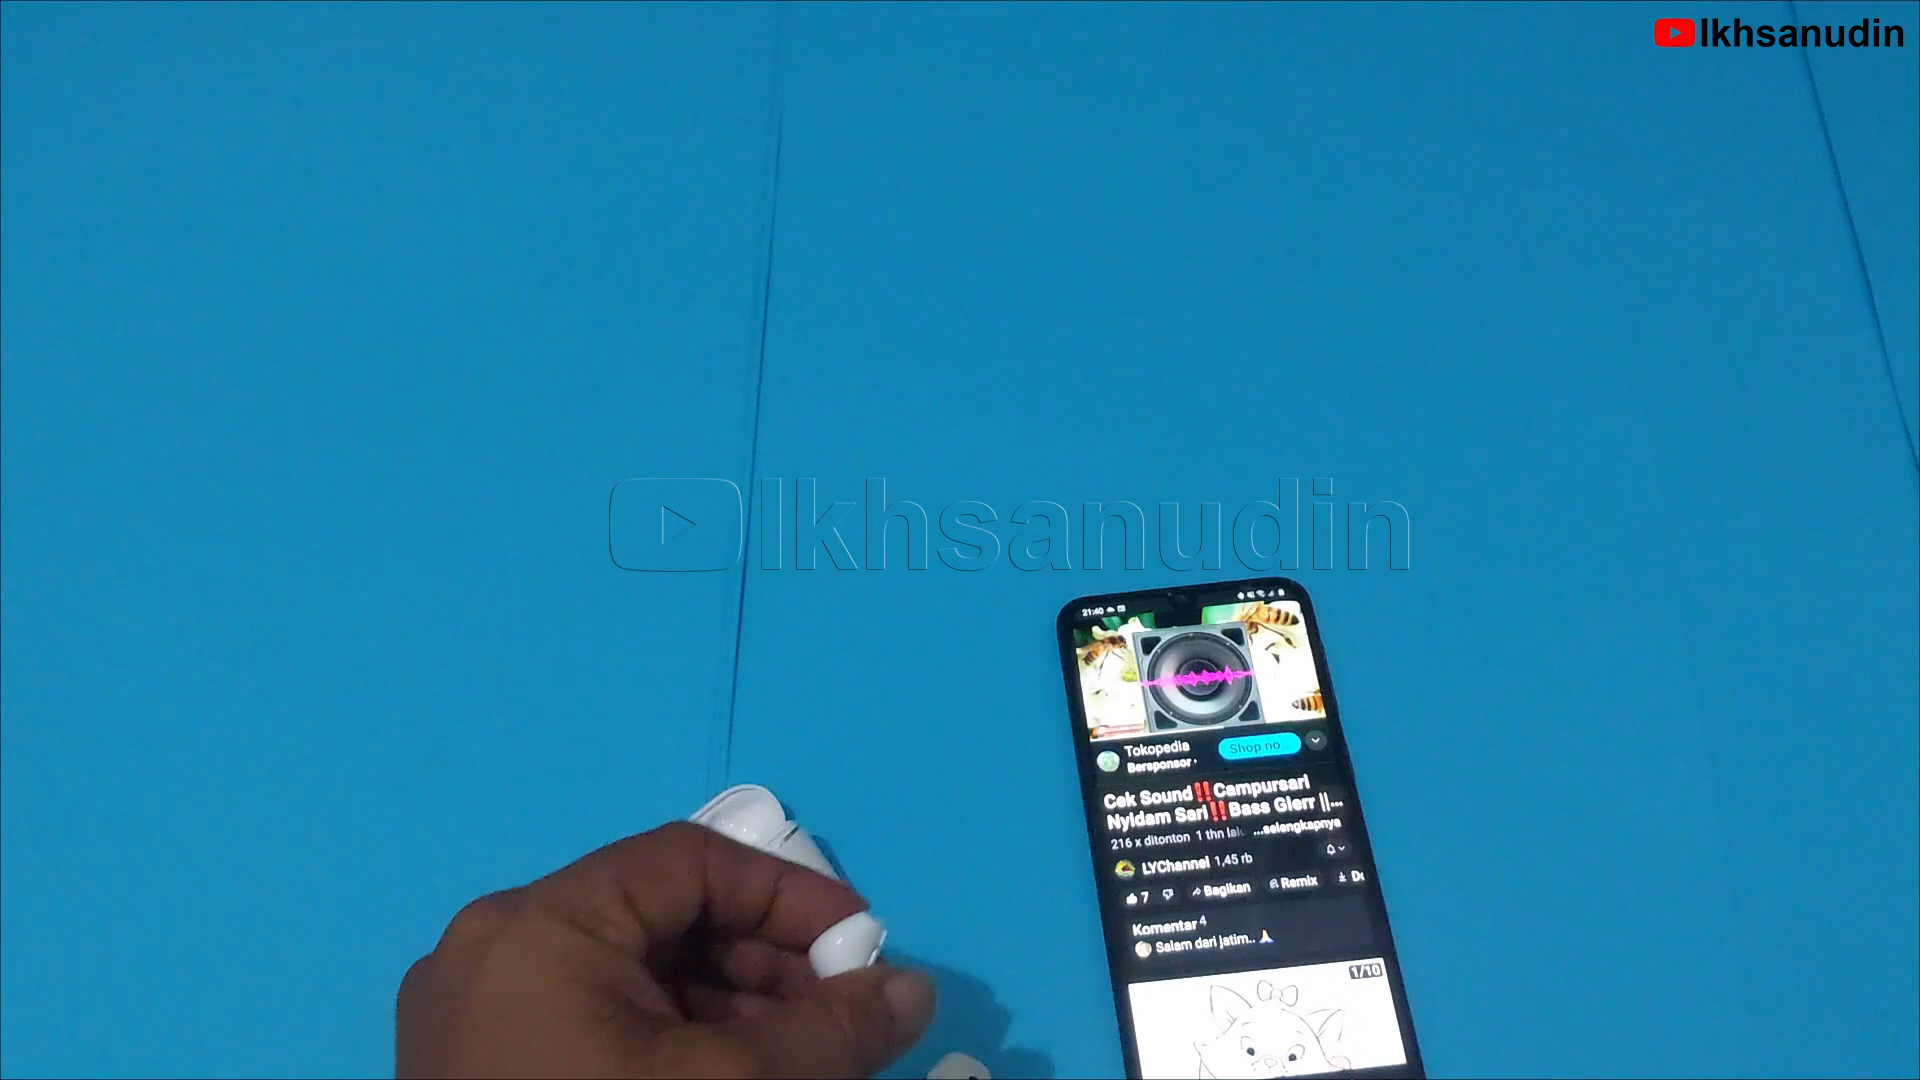 Ikhsanudin
Ikhsanudin
21:40
Tokopedia
Bersponsor ·
Shop no...
Cek Sound‼️Campursari
Nyidam Sari‼️Bass Glerr ||...
216 x ditonton 1 thn lalu ...selengkapnya
LYChannel 1,45 rb
7 Bagikan Remix Do
Komentar 4
Salam dari jatim.. 🙏
1/10